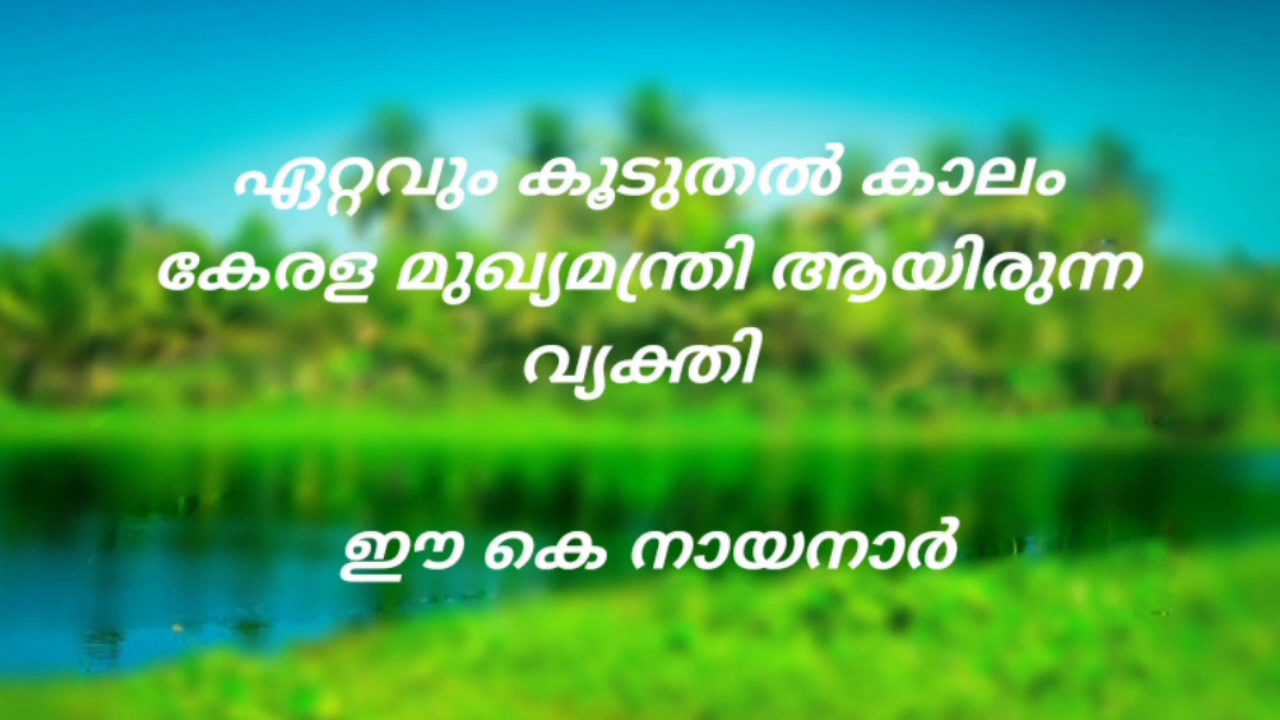 ഏറ്റവും കൂടുതൽ കാലം
കേരള മുഖ്യമന്ത്രി ആയിരുന്ന
വ്യക്തി
ഈ കെ നായനാർ